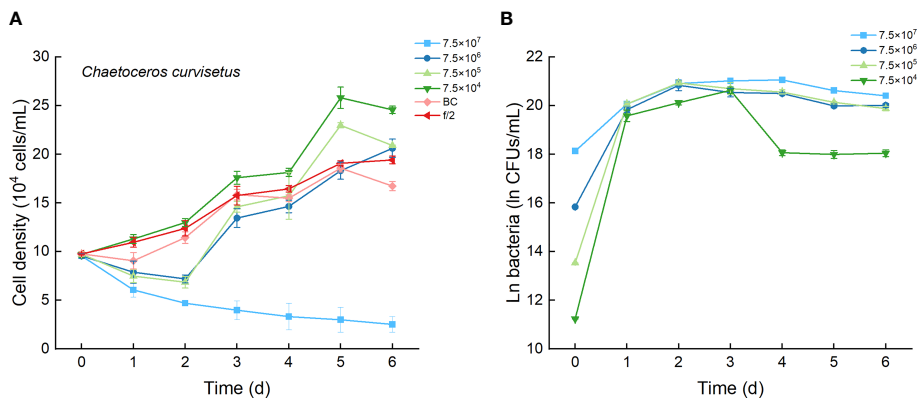 A
Chaetoceros curvisetus
7.5×10⁷
7.5×10⁶
7.5×10⁵
7.5×10⁴
BC
f/2
Cell density (10⁴ cells/mL)
30
25
20
15
10
5
0
0 1 2 3 4 5 6
Time (d)
B
7.5×10⁷
7.5×10⁶
7.5×10⁵
7.5×10⁴
Ln bacteria (ln CFUs/mL)
22
20
18
16
14
12
10
0 1 2 3 4 5 6
Time (d)